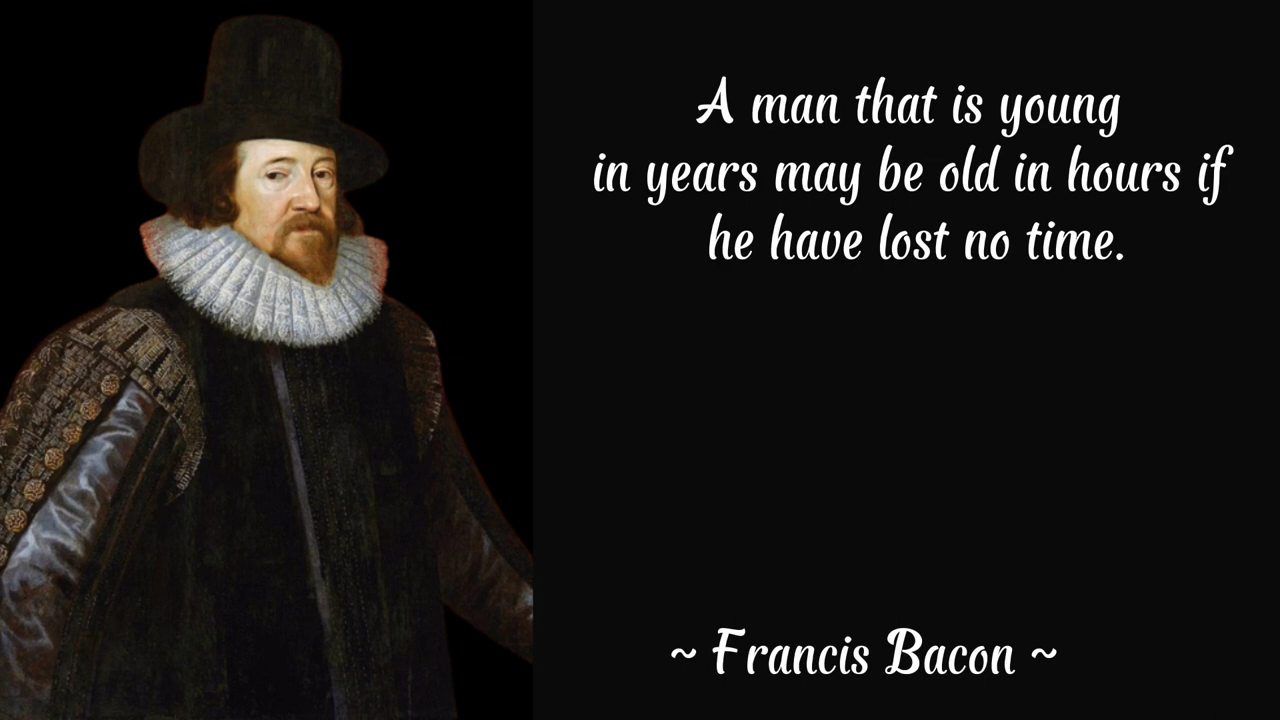 A man that is young
in years may be old in hours if
he have lost no time.
~ Francis Bacon ~